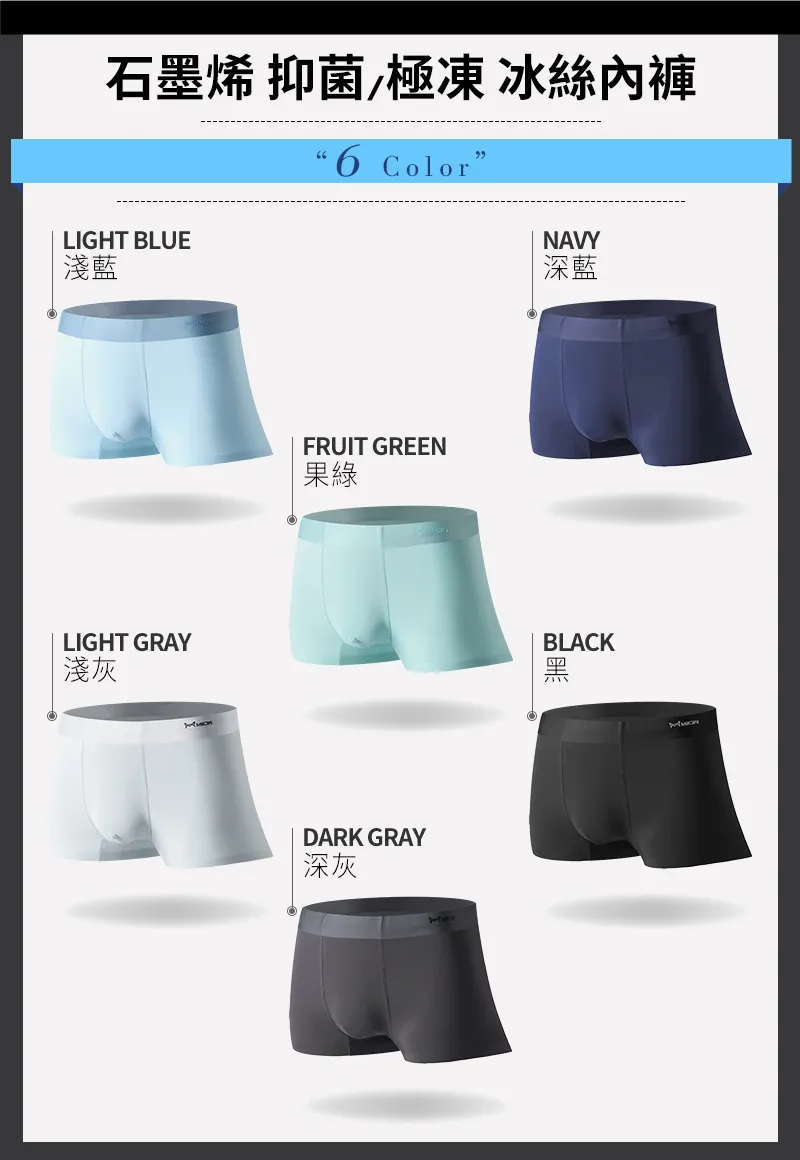 石墨烯 抑菌/極凍 冰絲內褲
“6 Color”
LIGHT BLUE
淺藍
NAVY
深藍
FRUIT GREEN
果綠
LIGHT GRAY
淺灰
BLACK
黑
DARK GRAY
深灰